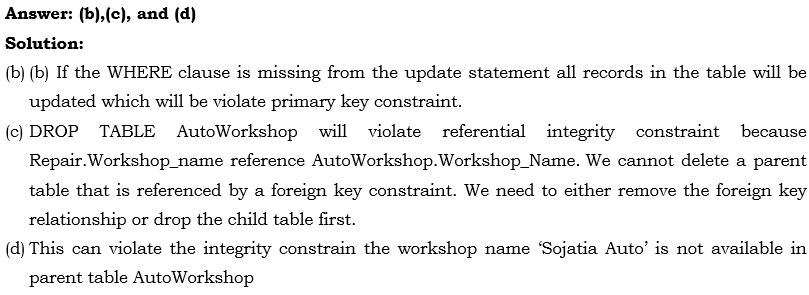 Answer: (b),(c), and (d)
Solution:
(b) (b) If the WHERE clause is missing from the update statement all records in the table will be
updated which will be violate primary key constraint.
(c) DROP TABLE AutoWorkshop will violate referential integrity constraint because
Repair.Workshop_name reference AutoWorkshop.Workshop_Name. We cannot delete a parent
table that is referenced by a foreign key constraint. We need to either remove the foreign key
relationship or drop the child table first.
(d) This can violate the integrity constrain the workshop name ‘Sojatia Auto’ is not available in
parent table AutoWorkshop